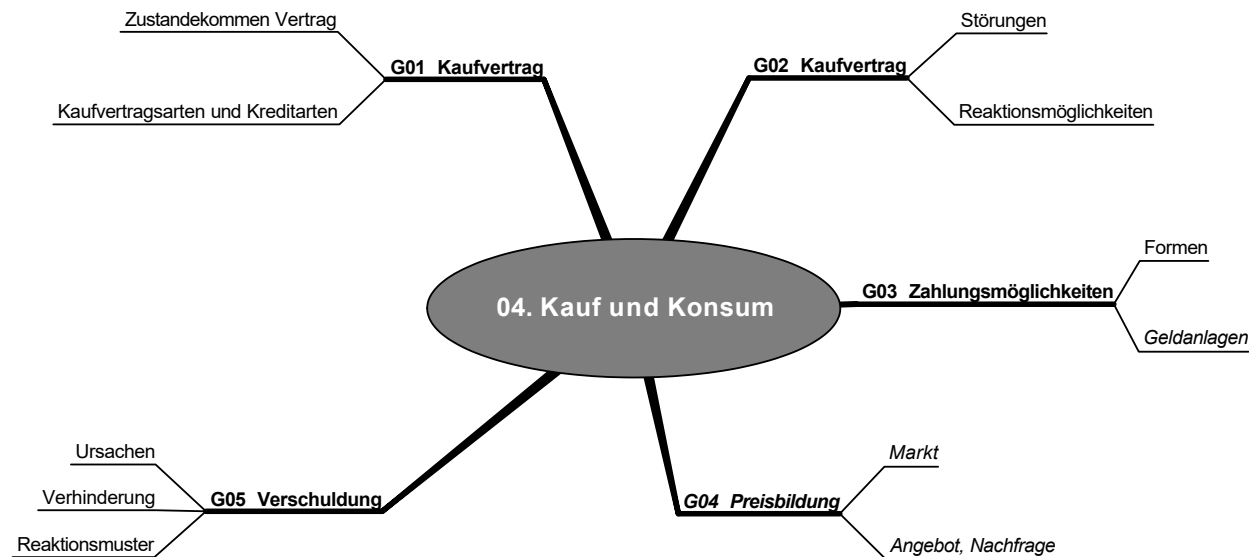 Zustandekommen Vertrag
G01 Kaufvertrag
Kaufvertragsarten und Kreditarten
Störungen
G02 Kaufvertrag
Reaktionsmöglichkeiten
04. Kauf und Konsum
Formen
G03 Zahlungsmöglichkeiten
Geldanlagen
Ursachen
Verhinderung
G05 Verschuldung
Reaktionsmuster
Markt
G04 Preisbildung
Angebot, Nachfrage